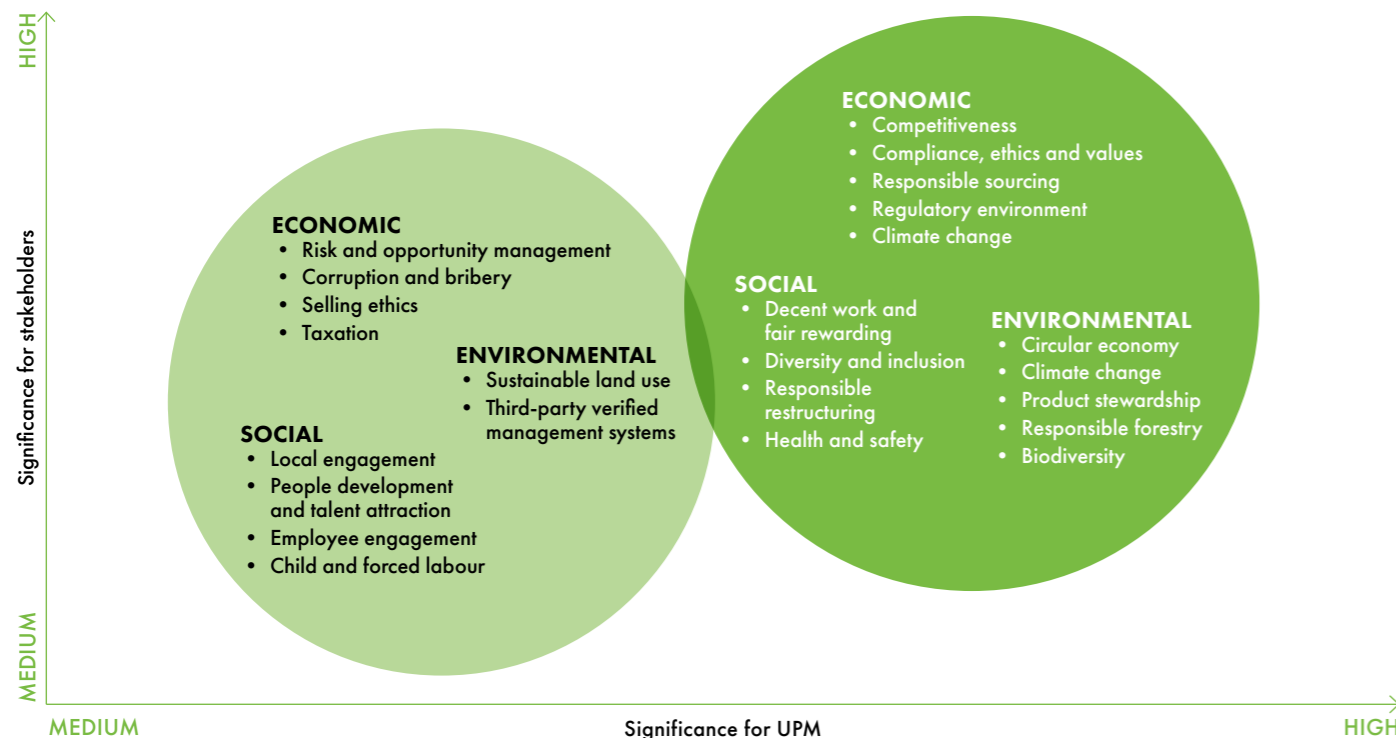 HIGH
Significance for stakeholders
MEDIUM
ECONOMIC
• Risk and opportunity management
• Corruption and bribery
• Selling ethics
• Taxation
ENVIRONMENTAL
• Sustainable land use
• Third-party verified
management systems
SOCIAL
• Local engagement
• People development
and talent attraction
• Employee engagement
• Child and forced labour
ECONOMIC
• Competitiveness
• Compliance, ethics and values
• Responsible sourcing
• Regulatory environment
• Climate change
SOCIAL
• Decent work and
fair rewarding
• Diversity and inclusion
• Responsible
restructuring
• Health and safety
ENVIRONMENTAL
• Circular economy
• Climate change
• Product stewardship
• Responsible forestry
• Biodiversity
MEDIUM
Significance for UPM
HIGH